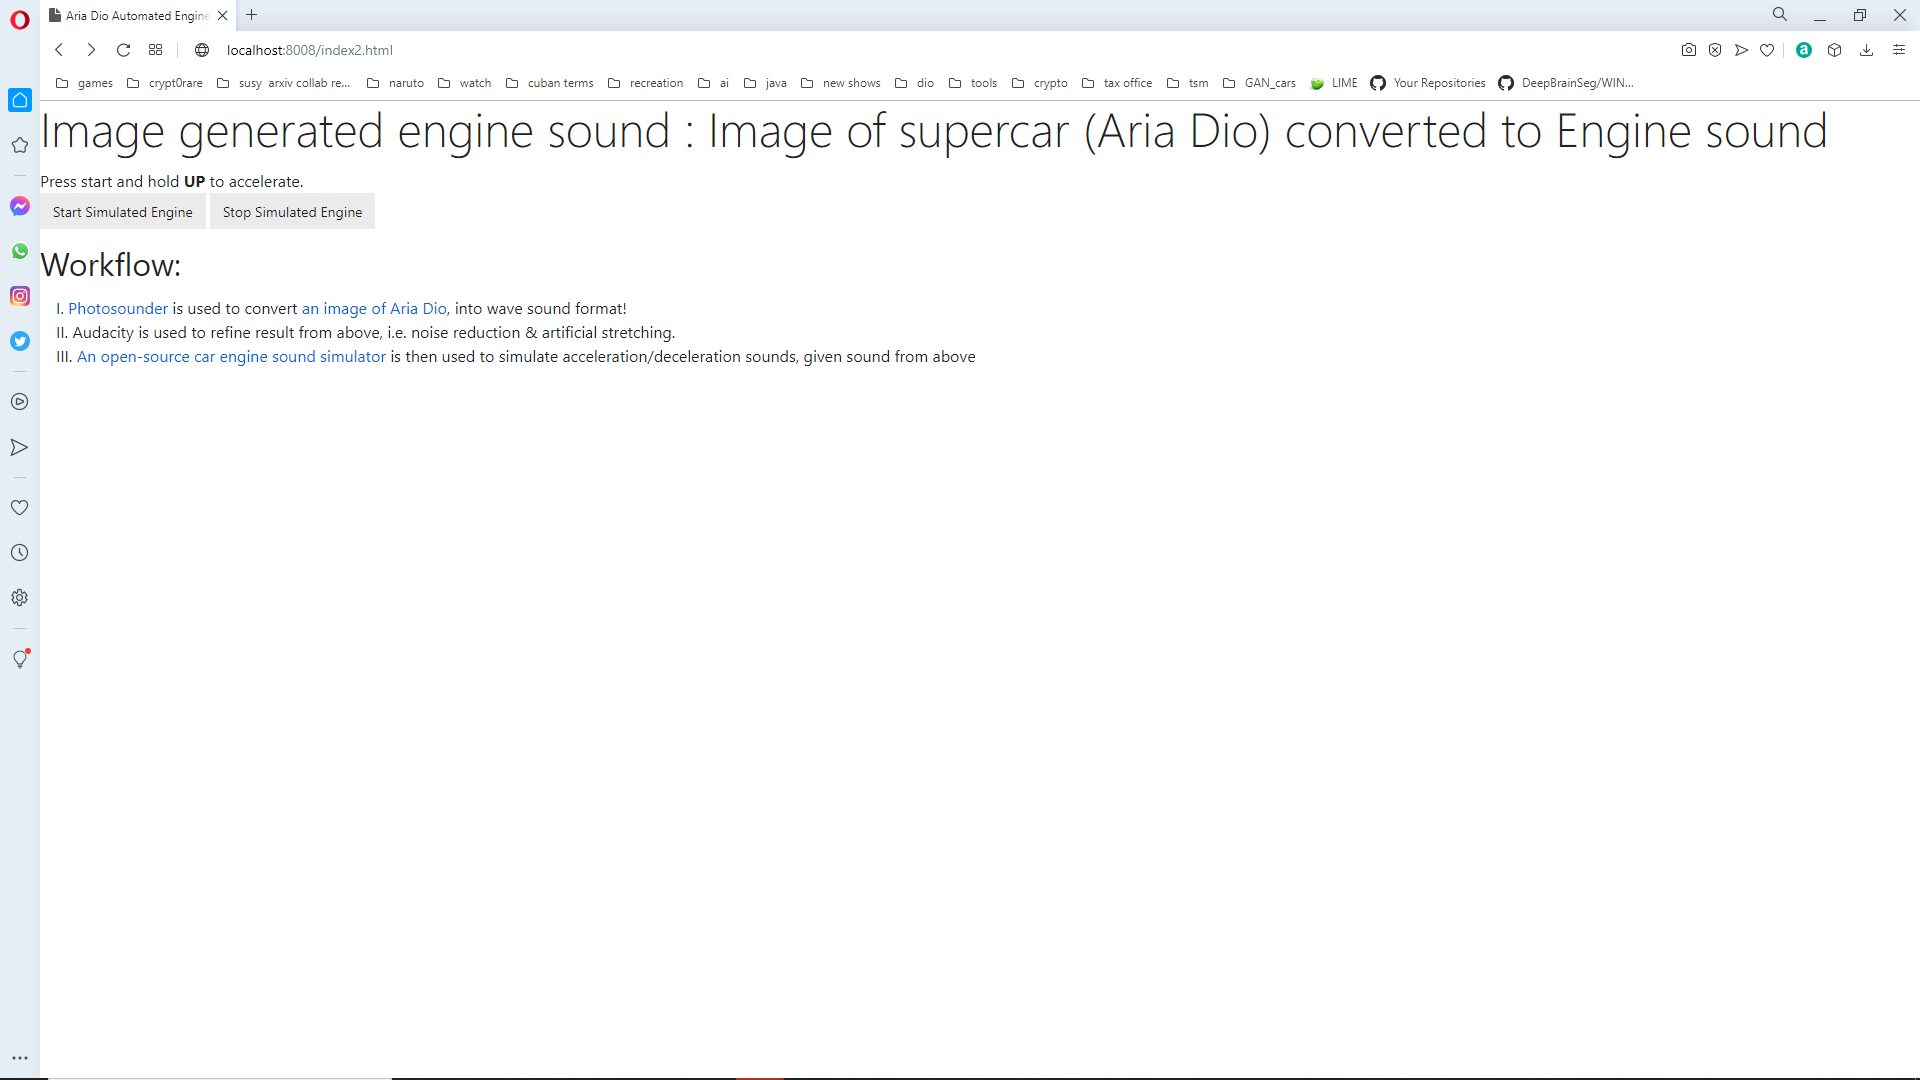 Aria Dio Automated Engine
localhost:8008/index2.html
games crypt0rare susy arxiv collab re... naruto watch cuban terms recreation ai java new shows dio tools crypto tax office tsm GAN_cars LIME Your Repositories DeepBrainSeg/WIN...
Image generated engine sound : Image of supercar (Aria Dio) converted to Engine sound
Press start and hold UP to accelerate.
Start Simulated Engine Stop Simulated Engine
Workflow:
I. Photosounder is used to convert an image of Aria Dio, into wave sound format!
II. Audacity is used to refine result from above, i.e. noise reduction & artificial stretching.
III. An open-source car engine sound simulator is then used to simulate acceleration/deceleration sounds, given sound from above